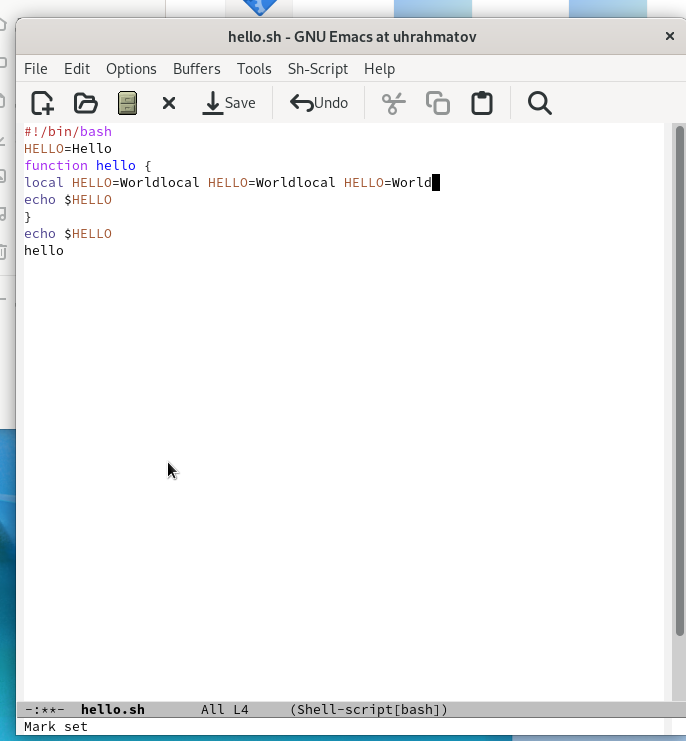 hello.sh - GNU Emacs at uhrahmatov
File Edit Options Buffers Tools Sh-Script Help
Save Undo
#!/bin/bash
HELLO=Hello
function hello {
local HELLO=Worldlocal HELLO=Worldlocal HELLO=World
echo $HELLO
}
echo $HELLO
hello
-:**- hello.sh All L4 (Shell-script[bash])
Mark set